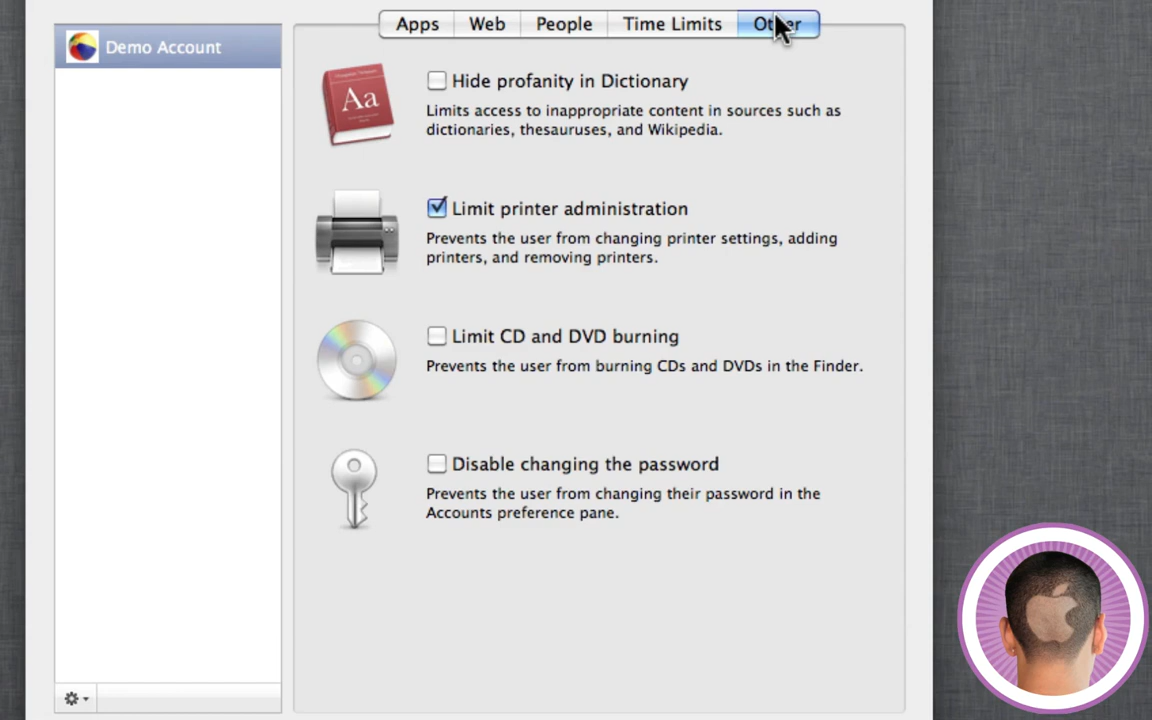 Apps Web People Time Limits Other
Demo Account
Hide profanity in Dictionary
Limits access to inappropriate content in sources such as
dictionaries, thesauruses, and Wikipedia.
Aa
Limit printer administration
Prevents the user from changing printer settings, adding
printers, and removing printers.
Limit CD and DVD burning
Prevents the user from burning CDs and DVDs in the Finder.
Disable changing the password
Prevents the user from changing their password in the
Accounts preference pane.